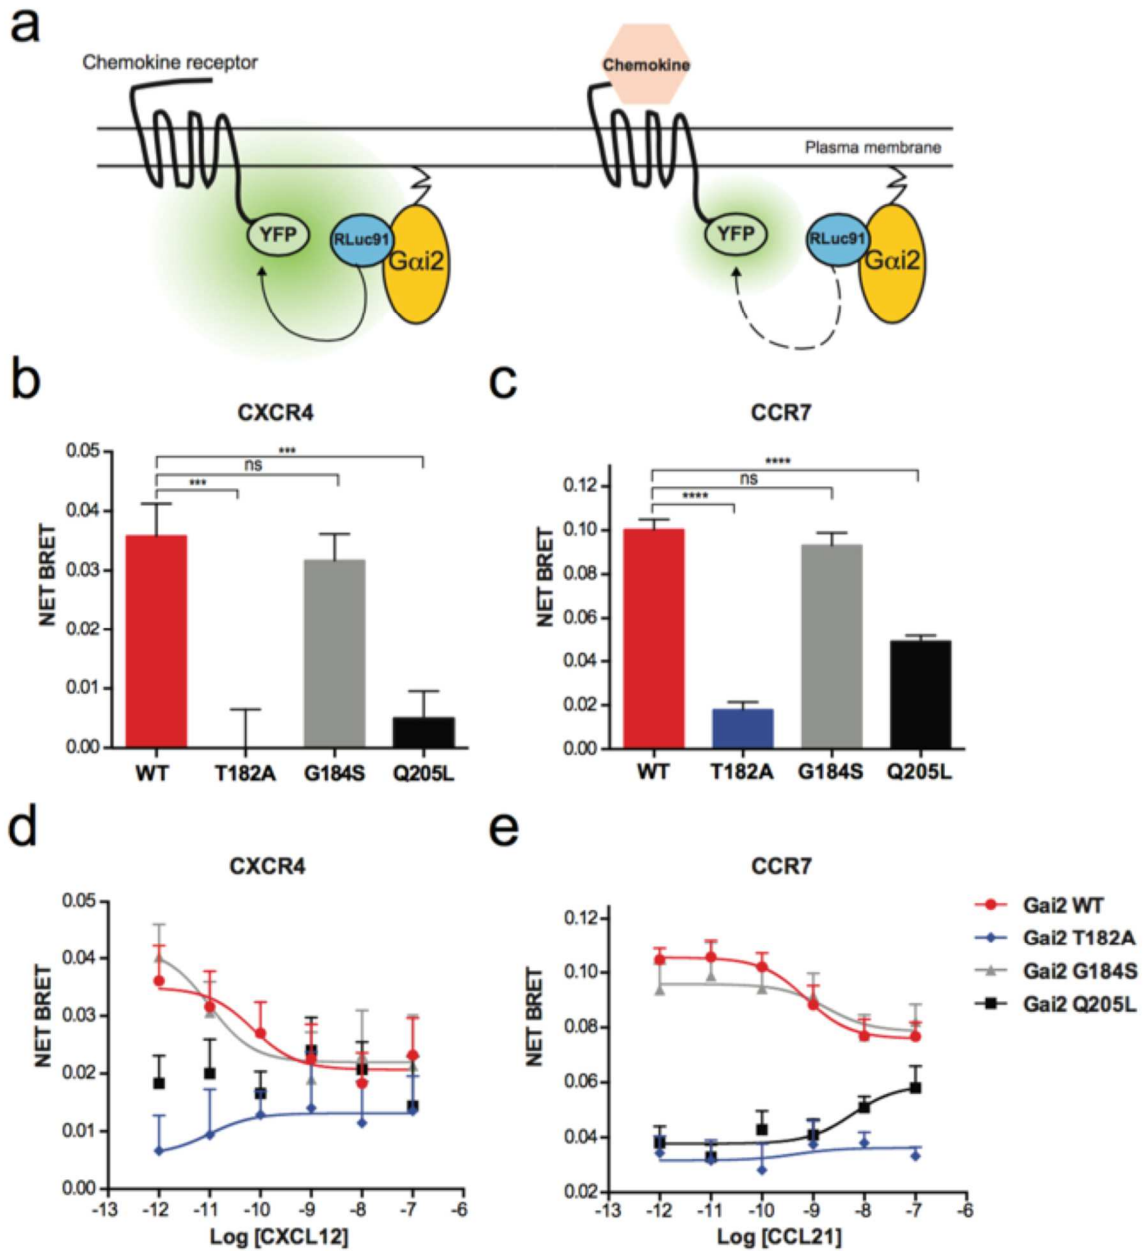 a
Chemokine receptor
Chemokine
Plasma membrane
YFP
RLuc91
Gαi2
YFP
RLuc91
Gαi2
b
CXCR4
NET BRET
0.05
0.04
0.03
0.02
0.01
0.00
***
ns
***
WT T182A G184S Q205L
c
CCR7
NET BRET
0.12
0.10
0.08
0.06
0.04
0.02
0.00
****
ns
****
WT T182A G184S Q205L
d
CXCR4
NET BRET
0.05
0.04
0.03
0.02
0.01
0.00
-13 -12 -11 -10 -9 -8 -7 -6
Log [CXCL12]
e
CCR7
NET BRET
0.12
0.10
0.08
0.06
0.04
0.02
-13 -12 -11 -10 -9 -8 -7 -6
Log [CCL21]
Gai2 WT
Gai2 T182A
Gai2 G184S
Gai2 Q205L